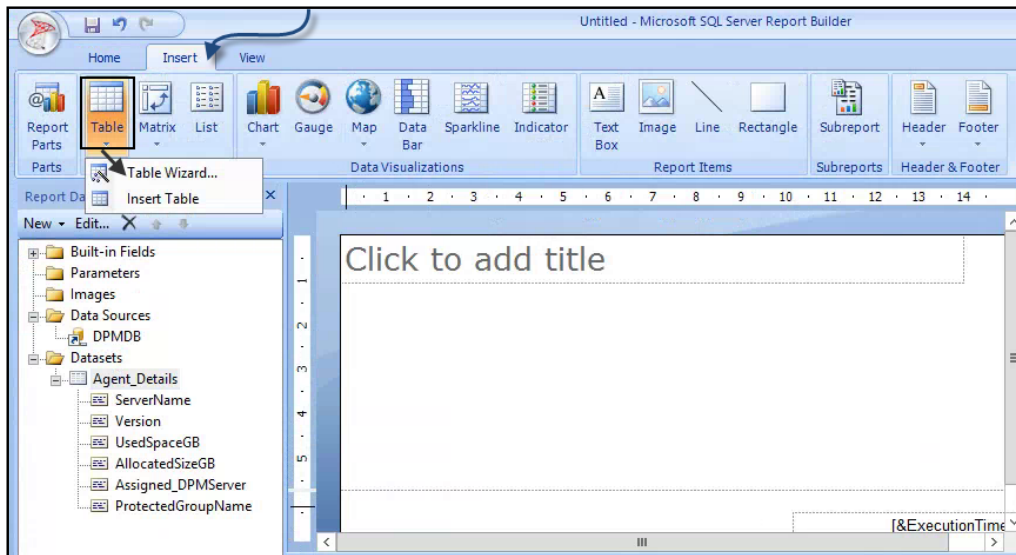 Untitled - Microsoft SQL Server Report Builder
Home Insert View
Report Parts Table Matrix List Chart Gauge Map Data Bar Sparkline Indicator Text Box Image Line Rectangle Subreport Header Footer
Parts Data Visualizations Report Items Subreports Header & Footer
Table Wizard...
Insert Table
Report Da
New Edit...
1 2 3 4 5 6 7 8 9 10 11 12 13 14
Built-in Fields
Parameters
Images
Data Sources
DPMDB
Datasets
Agent_Details
ServerName
Version
UsedSpaceGB
AllocatedSizeGB
Assigned_DPMServer
ProtectedGroupName
1
2
3
4
5
Click to add title
[&ExecutionTime